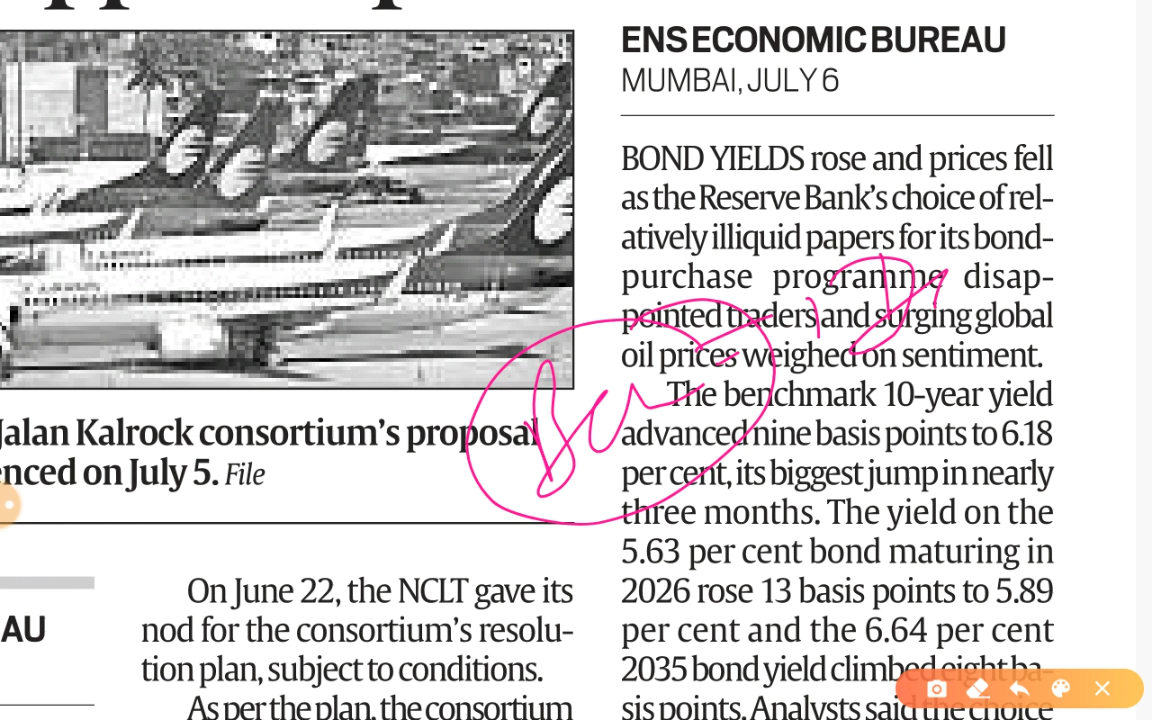 ENS ECONOMIC BUREAU
MUMBAI, JULY 6
BOND YIELDS rose and prices fell
as the Reserve Bank's choice of rel-
atively illiquid papers for its bond-
purchase programme disap-
pointed traders and surging global
oil prices weighed on sentiment.
The benchmark 10-year yield
advanced nine basis points to 6.18
per cent, its biggest jump in nearly
three months. The yield on the
5.63 per cent bond maturing in
2026 rose 13 basis points to 5.89
per cent and the 6.64 per cent
2035 bond yield climbed eight ba-
sis points. Analysts said the choice
Jalan Kalrock consortium's proposal
enced on July 5. File
AU
On June 22, the NCLT gave its
nod for the consortium's resolu-
tion plan, subject to conditions.
As per the plan, the consortium